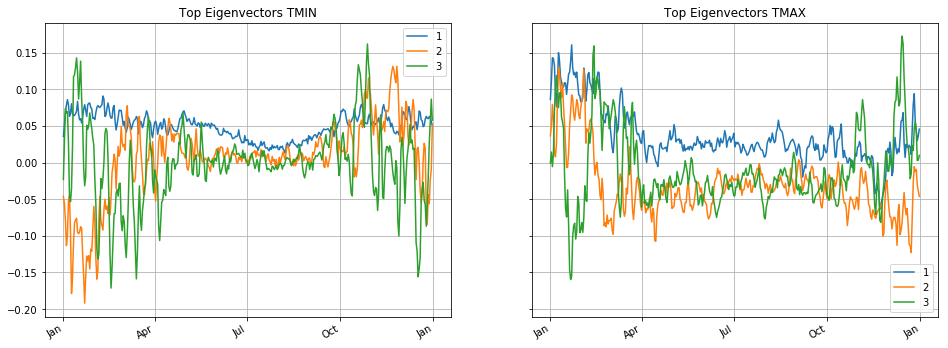 Top Eigenvectors TMIN
Top Eigenvectors TMAX
0.15
0.10
0.05
0.00
−0.05
−0.10
−0.15
−0.20
1
2
3
1
2
3
Jan
Apr
Jul
Oct
Jan
Jan
Apr
Jul
Oct
Jan